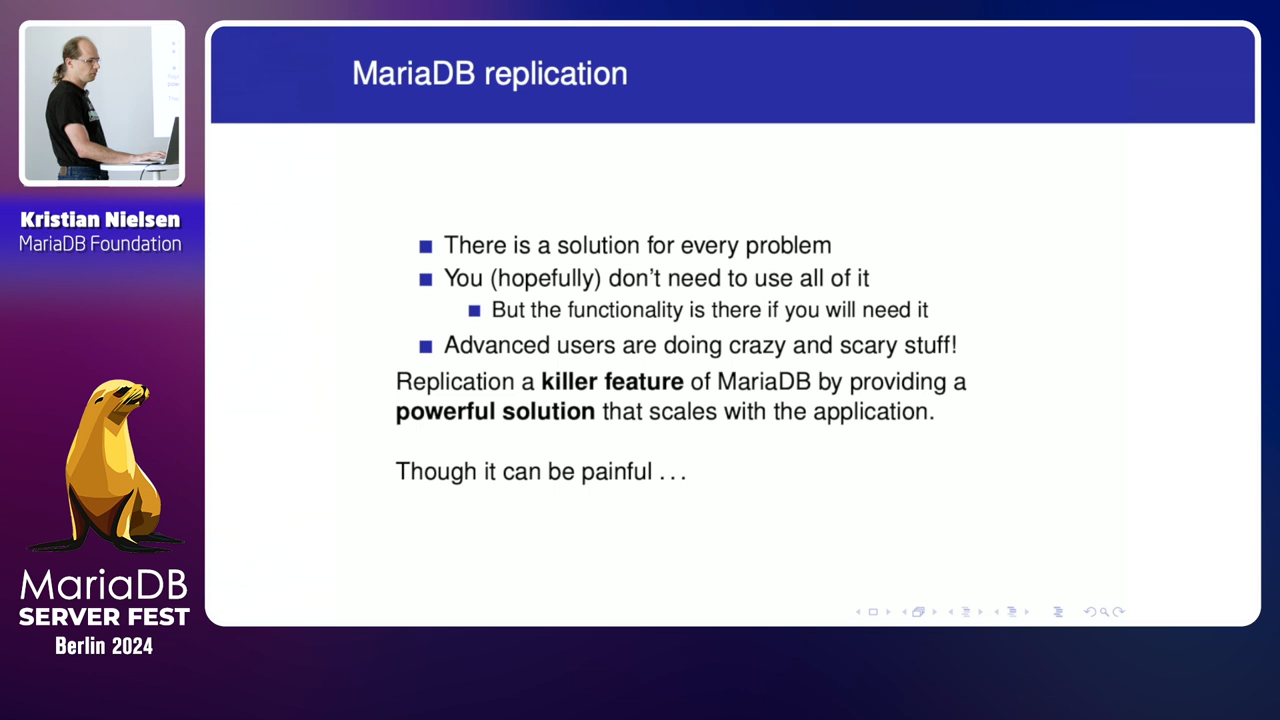 MariaDB replication
There is a solution for every problem
You (hopefully) don't need to use all of it
But the functionality is there if you will need it
Advanced users are doing crazy and scary stuff!
Replication a killer feature of MariaDB by providing a
powerful solution that scales with the application.
Though it can be painful . . .
Kristian Nielsen
MariaDB Foundation
MariaDB
SERVER FEST
Berlin 2024